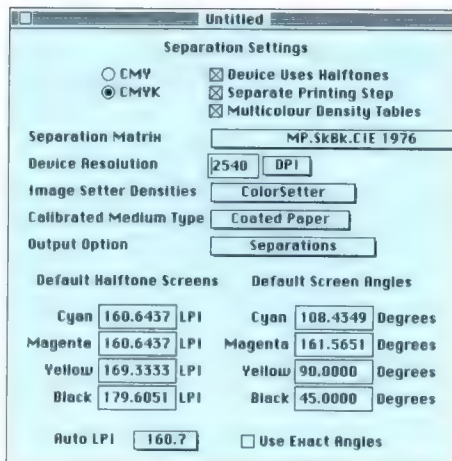 Untitled
Separation Settings
CMY
CMYK
Device Uses Halftones
Separate Printing Step
Multicolour Density Tables
Separation Matrix MP.SkBk.CIE 1976
Device Resolution 2540 DPI
Image Setter Densities ColorSetter
Calibrated Medium Type Coated Paper
Output Option Separations
Default Halftone Screens
Cyan 160.6437 LPI
Magenta 160.6437 LPI
Yellow 169.3333 LPI
Black 179.6051 LPI
Auto LPI 160.7
Default Screen Angles
Cyan 108.4349 Degrees
Magenta 161.5651 Degrees
Yellow 90.0000 Degrees
Black 45.0000 Degrees
Use Exact Angles